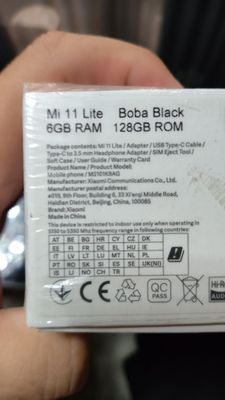 Mi 11 Lite Boba Black
6GB RAM 128GB ROM
Package contents: Mi 11 Lite / Adapter / USB Type-C Cable /
Type-C to 3.5 mm Headphone Adapter / SIM Eject Tool /
Soft Case / User Guide / Warranty Card
Product Name / Product Model:
Mobile phone / M2101K9AG
Manufacturer: Xiaomi Communications Co., Ltd.
Manufacturer postal address:
#019, 9th Floor, Building 6, 33 Xi'erqi Middle Road,
Haidian District, Beijing, China, 100085
Brand: Xiaomi
Made in China
This device is restricted to indoor use only when operating in
5150 to 5350 Mhz frequency range in following countries:
AT BE BG HR CY CZ DK
EE FI FR DE EL HU IE
IT LV LT LU MT NL PL
PT RO SK SI ES SE UK(NI)
IS LI NO CH TR
CE
QC
PASS
Hi-R
AUD